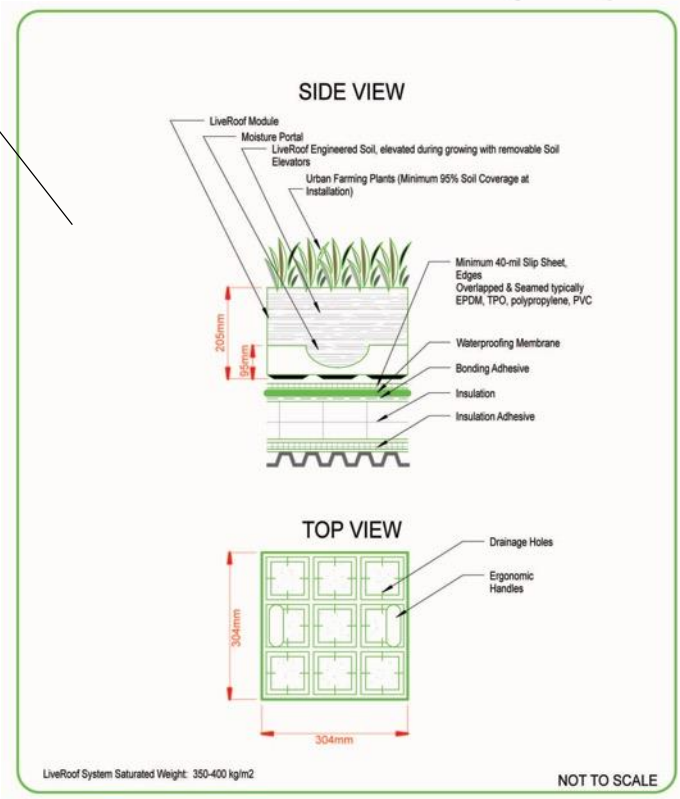 SIDE VIEW
LiveRoof Module
Moisture Portal
LiveRoof Engineered Soil, elevated during growing with removable Soil
Elevators
Urban Farming Plants (Minimum 95% Soil Coverage at
Installation)
Minimum 40-mil Slip Sheet,
Edges
Overlapped & Seamed typically
EPDM, TPO, polypropylene, PVC
205mm
95mm
Waterproofing Membrane
Bonding Adhesive
Insulation
Insulation Adhesive
TOP VIEW
Drainage Holes
Ergonomic
Handles
304mm
304mm
LiveRoof System Saturated Weight: 350-400 kg/m2
NOT TO SCALE